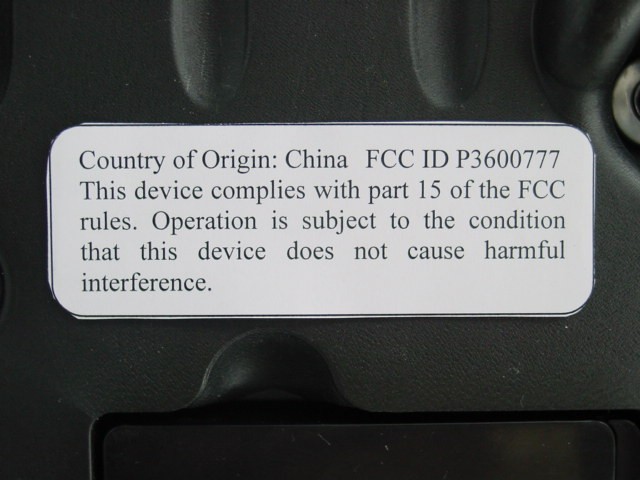 Country of Origin: China FCC ID P3600777
This device complies with part 15 of the FCC
rules. Operation is subject to the condition
that this device does not cause harmful
interference.